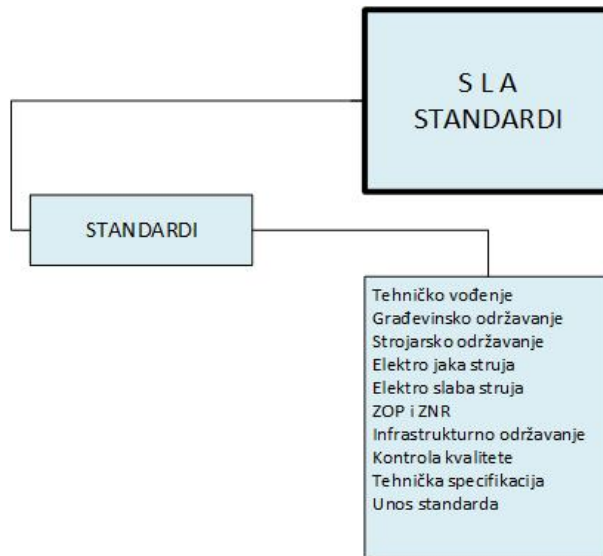 S L A
STANDARDI
STANDARDI
Tehničko vođenje
Građevinsko održavanje
Strojarsko održavanje
Elektro jaka struja
Elektro slaba struja
ZOP i ZNR
Infrastrukturno održavanje
Kontrola kvalitete
Tehnička specifikacija
Unos standarda